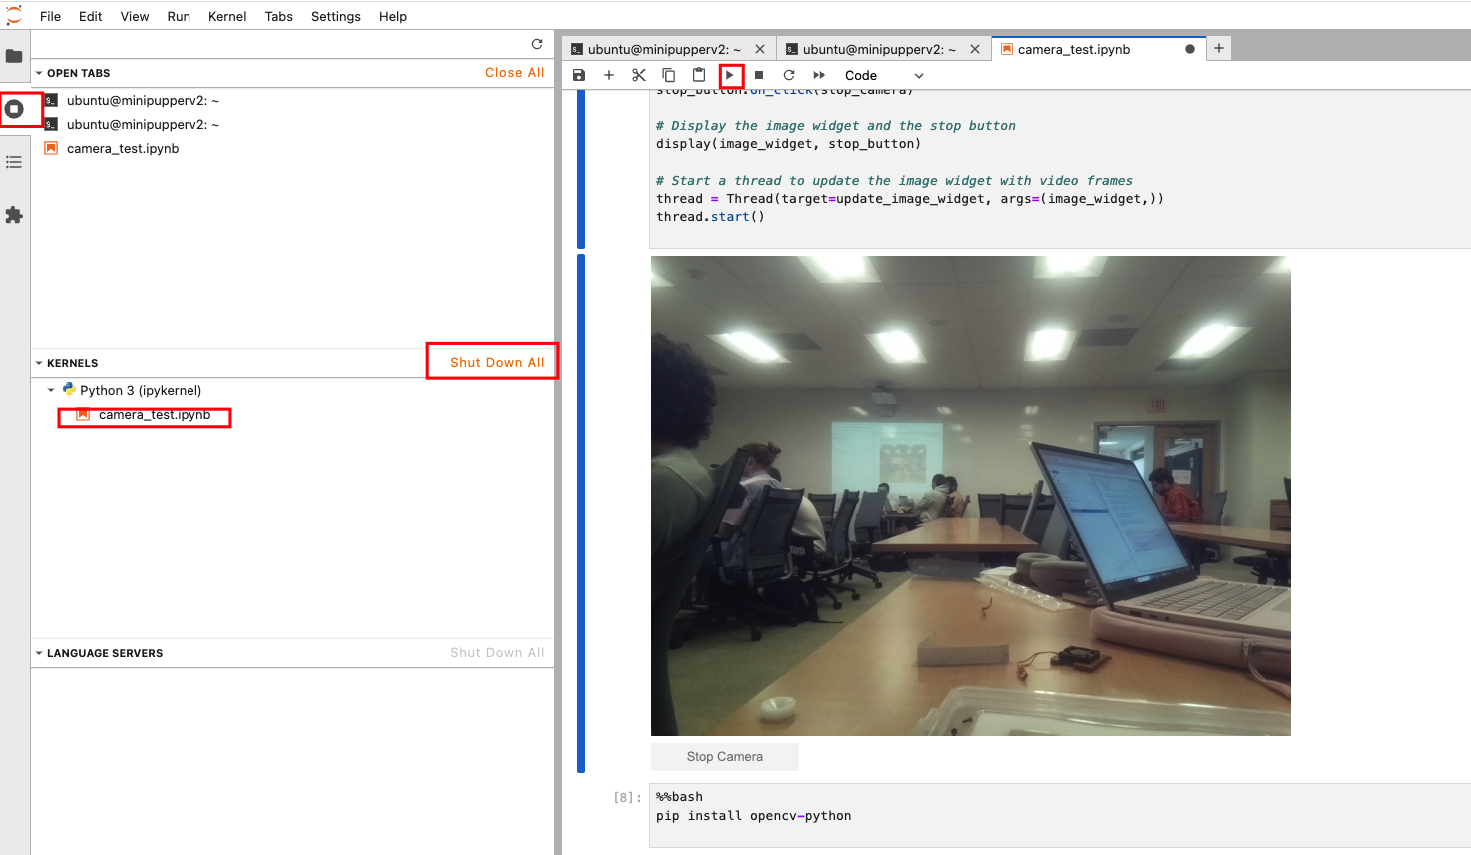 File Edit View Run Kernel Tabs Settings Help
OPEN TABS Close All
ubuntu@minipupperv2: ~
ubuntu@minipupperv2: ~
camera_test.ipynb
KERNELS Shut Down All
Python 3 (ipykernel)
camera_test.ipynb
LANGUAGE SERVERS Shut Down All
ubuntu@minipupperv2: ~ ubuntu@minipupperv2: ~ camera_test.ipynb
Code
stop_button.on_click(stop_camera)
# Display the image widget and the stop button
display(image_widget, stop_button)
# Start a thread to update the image widget with video frames
thread = Thread(target=update_image_widget, args=(image_widget,))
thread.start()
EXIT
Stop Camera
[8]: %%bash
pip install opencv-python